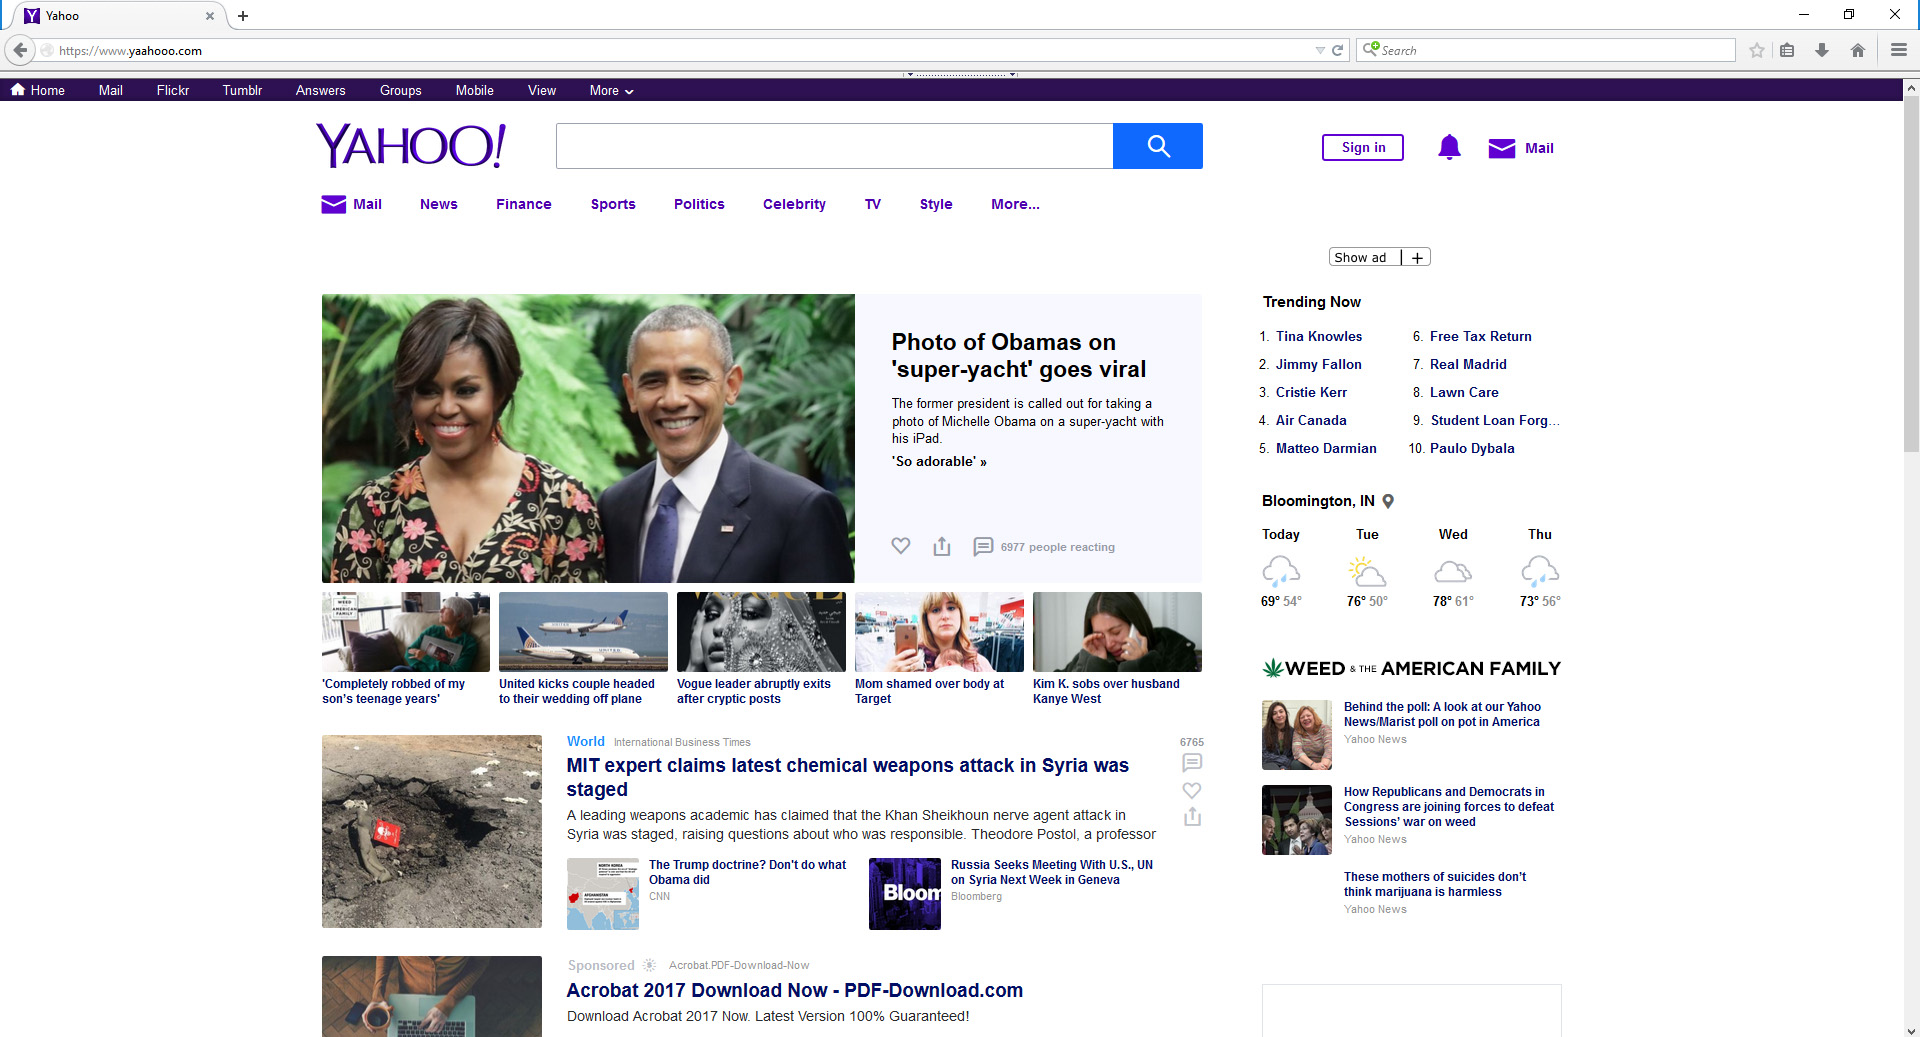 Yahoo
https://www.yaahooo.com
Search
Home Mail Flickr Tumblr Answers Groups Mobile View More
YAHOO!
Sign in
Mail
Mail News Finance Sports Politics Celebrity TV Style More...
Show ad +
Photo of Obamas on
'super-yacht' goes viral
The former president is called out for taking a
photo of Michelle Obama on a super-yacht with
his iPad.
'So adorable' »
6977 people reacting
WEED
AMERICAN
FAMILY
UNITED
VOGUE
'Completely robbed of my
son's teenage years'
United kicks couple headed
to their wedding off plane
Vogue leader abruptly exits
after cryptic posts
Mom shamed over body at
Target
Kim K. sobs over husband
Kanye West
World International Business Times
6765
MIT expert claims latest chemical weapons attack in Syria was
staged
A leading weapons academic has claimed that the Khan Sheikhoun nerve agent attack in
Syria was staged, raising questions about who was responsible. Theodore Postol, a professor
NORTH KOREA
AFGHANISTAN
The Trump doctrine? Don't do what
Obama did
CNN
Bloom
Russia Seeks Meeting With U.S., UN
on Syria Next Week in Geneva
Bloomberg
Sponsored Acrobat.PDF-Download-Now
Acrobat 2017 Download Now - PDF-Download.com
Download Acrobat 2017 Now. Latest Version 100% Guaranteed!
Trending Now
1. Tina Knowles
2. Jimmy Fallon
3. Cristie Kerr
4. Air Canada
5. Matteo Darmian
6. Free Tax Return
7. Real Madrid
8. Lawn Care
9. Student Loan Forg...
10. Paulo Dybala
Bloomington, IN
Today Tue Wed Thu
69° 54° 76° 50° 78° 61° 73° 56°
WEED & THE AMERICAN FAMILY
Behind the poll: A look at our Yahoo
News/Marist poll on pot in America
Yahoo News
How Republicans and Democrats in
Congress are joining forces to defeat
Sessions' war on weed
Yahoo News
These mothers of suicides don't
think marijuana is harmless
Yahoo News